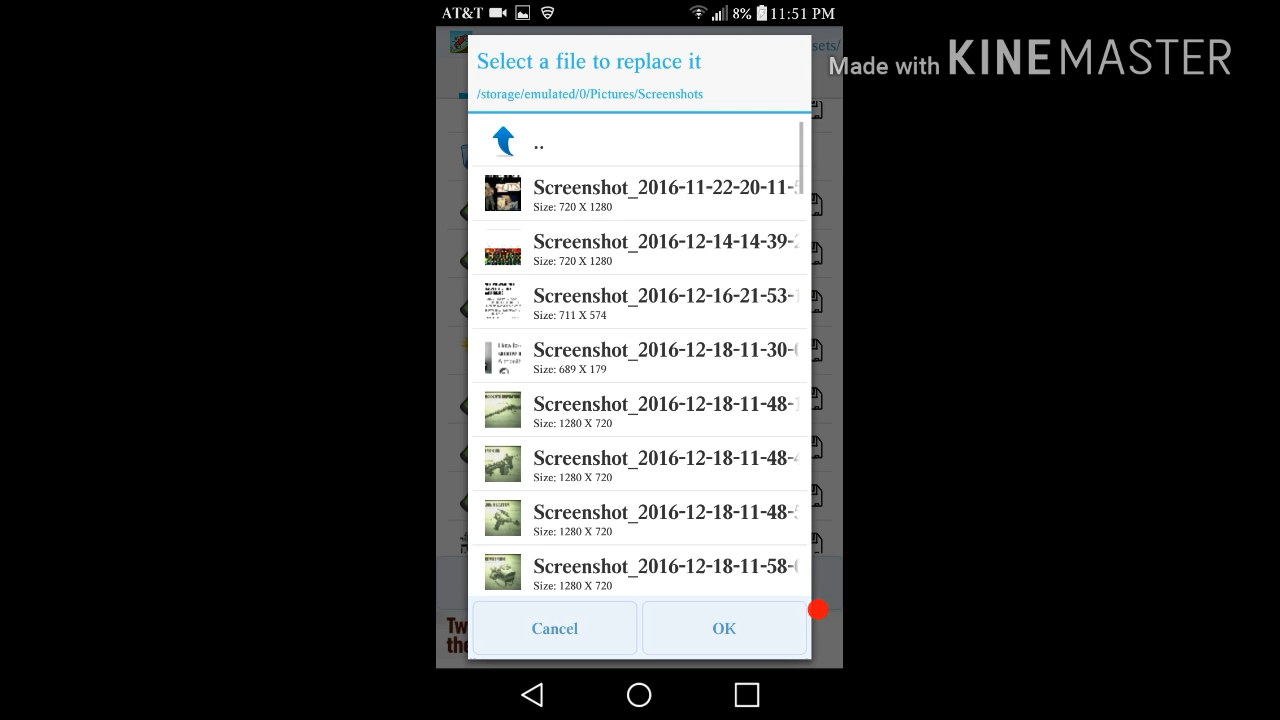 AT&T 8% 11:51 PM
sets/
Made with KINEMASTER
Select a file to replace it
/storage/emulated/0/Pictures/Screenshots
..
Screenshot_2016-11-22-20-11-
Size: 720 X 1280
Screenshot_2016-12-14-14-39-
Size: 720 X 1280
Screenshot_2016-12-16-21-53-
Size: 711 X 574
Screenshot_2016-12-18-11-30-
Size: 689 X 179
Screenshot_2016-12-18-11-48-
Size: 1280 X 720
Screenshot_2016-12-18-11-48-
Size: 1280 X 720
Screenshot_2016-12-18-11-48-
Size: 1280 X 720
Screenshot_2016-12-18-11-58-
Size: 1280 X 720
Cancel
OK
Tw
the